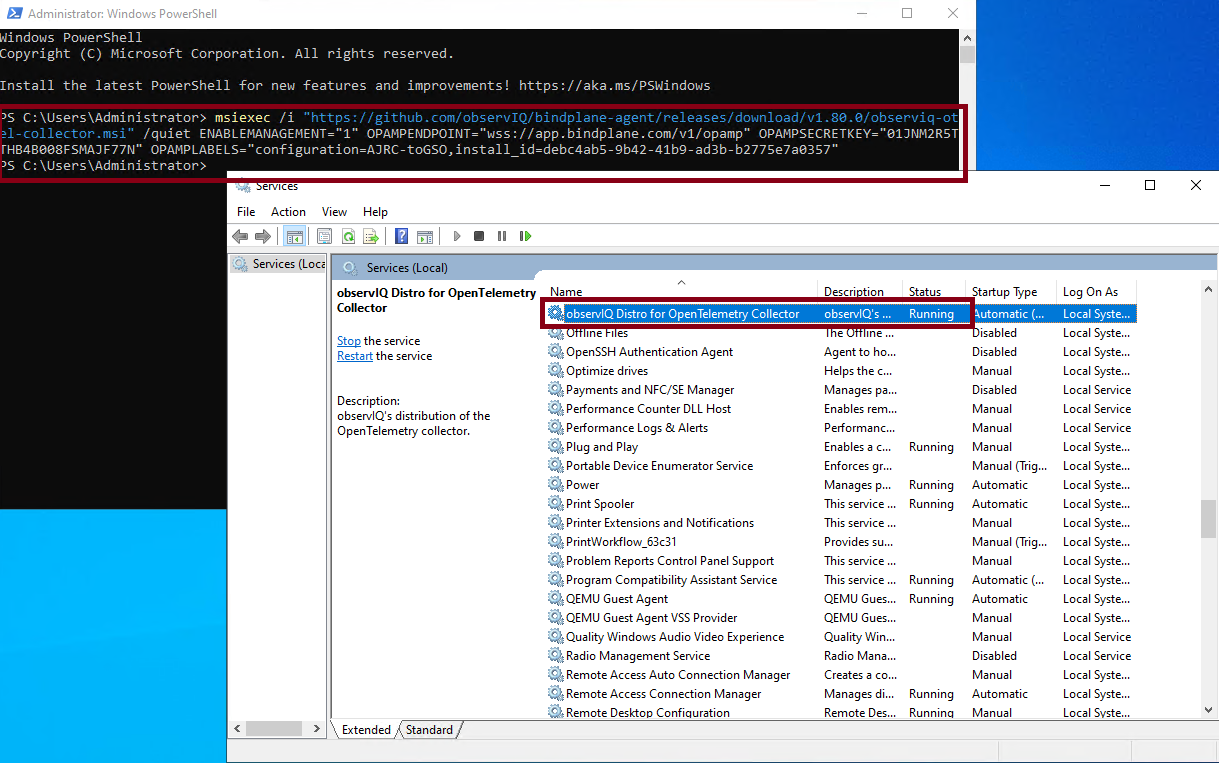 Administrator: Windows PowerShell
Windows PowerShell
Copyright (C) Microsoft Corporation. All rights reserved.
Install the latest PowerShell for new features and improvements! https://aka.ms/PSWindows
PS C:\Users\Administrator> msiexec /i "https://github.com/observIQ/bindplane-agent/releases/download/v1.80.0/observiq-ot
el-collector.msi" /quiet ENABLEMANAGEMENT="1" OPAMPENDPOINT="wss://app.bindplane.com/v1/opamp" OPAMPSECRETKEY="01JNM2R5T
THB4B008FSMAJF77N" OPAMPLABELS="configuration=AJRC-toGSO,install_id=debc4ab5-9b42-41b9-ad3b-b2775e7a0357"
PS C:\Users\Administrator>
Services
File Action View Help
Services (Loca
Services (Local)
observIQ Distro for OpenTelemetry
Collector
Stop the service
Restart the service
Description:
observIQ's distribution of the
OpenTelemetry collector.
Name Description Status Startup Type Log On As
observIQ Distro for OpenTelemetry Collector observIQ's ... Running Automatic (... Local Syste...
Offline Files The Offline ... Disabled Local Syste...
OpenSSH Authentication Agent Agent to ho... Disabled Local Syste...
Optimize drives Helps the c... Manual Local Syste...
Payments and NFC/SE Manager Manages pa... Disabled Local Service
Performance Counter DLL Host Enables rem... Manual Local Service
Performance Logs & Alerts Performanc... Manual Local Service
Plug and Play Enables a c... Running Manual Local Syste...
Portable Device Enumerator Service Enforces gr... Manual (Trig... Local Syste...
Power Manages p... Running Automatic Local Syste...
Print Spooler This service ... Running Automatic Local Syste...
Printer Extensions and Notifications This service ... Manual Local Syste...
PrintWorkflow_63c31 Provides su... Manual (Trig... Local Syste...
Problem Reports Control Panel Support This service ... Manual Local Syste...
Program Compatibility Assistant Service This service ... Running Automatic (... Local Syste...
QEMU Guest Agent QEMU Gues... Running Automatic Local Syste...
QEMU Guest Agent VSS Provider QEMU Gues... Manual Local Syste...
Quality Windows Audio Video Experience Quality Win... Manual Local Service
Radio Management Service Radio Mana... Disabled Local Service
Remote Access Auto Connection Manager Creates a co... Manual Local Syste...
Remote Access Connection Manager Manages di... Running Automatic Local Syste...
Remote Desktop Configuration Remote Des... Running Manual Local Syste...
Extended Standard